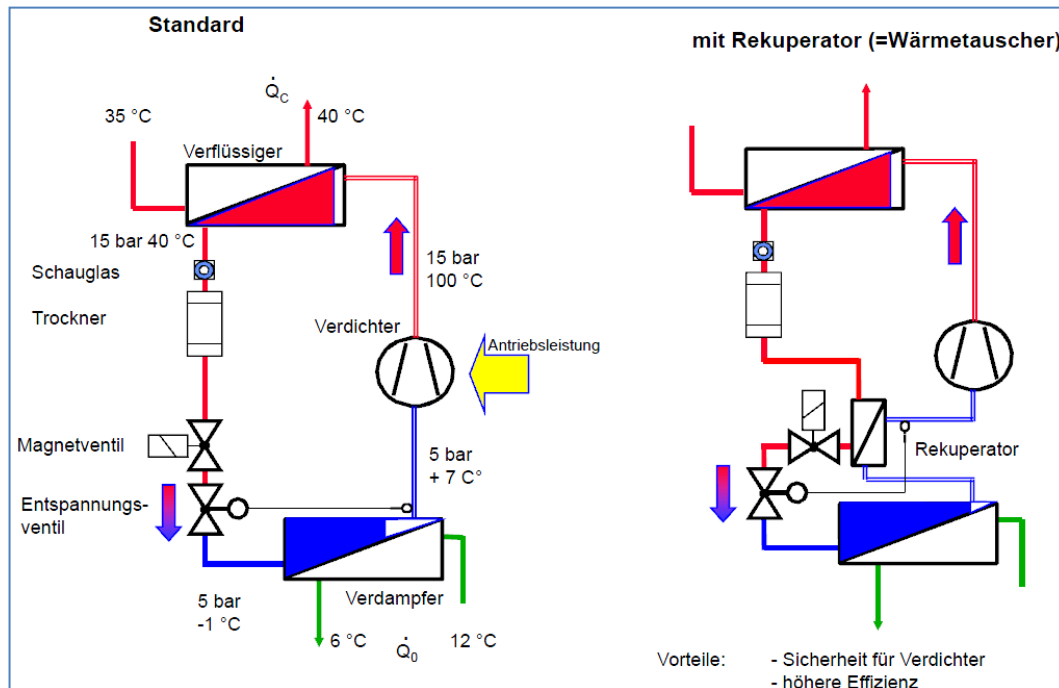 Standard
mit Rekuperator (=Wärmetauscher)
Q̇C
35 °C
40 °C
Verflüssiger
15 bar 40 °C
Schauglas
15 bar
100 °C
Trockner
Verdichter
Antriebsleistung
Magnetventil
5 bar
+ 7 C°
Rekuperator
Entspannungs-
ventil
5 bar
-1 °C
Verdampfer
6 °C
Q̇0
12 °C
Vorteile:
- Sicherheit für Verdichter
- höhere Effizienz